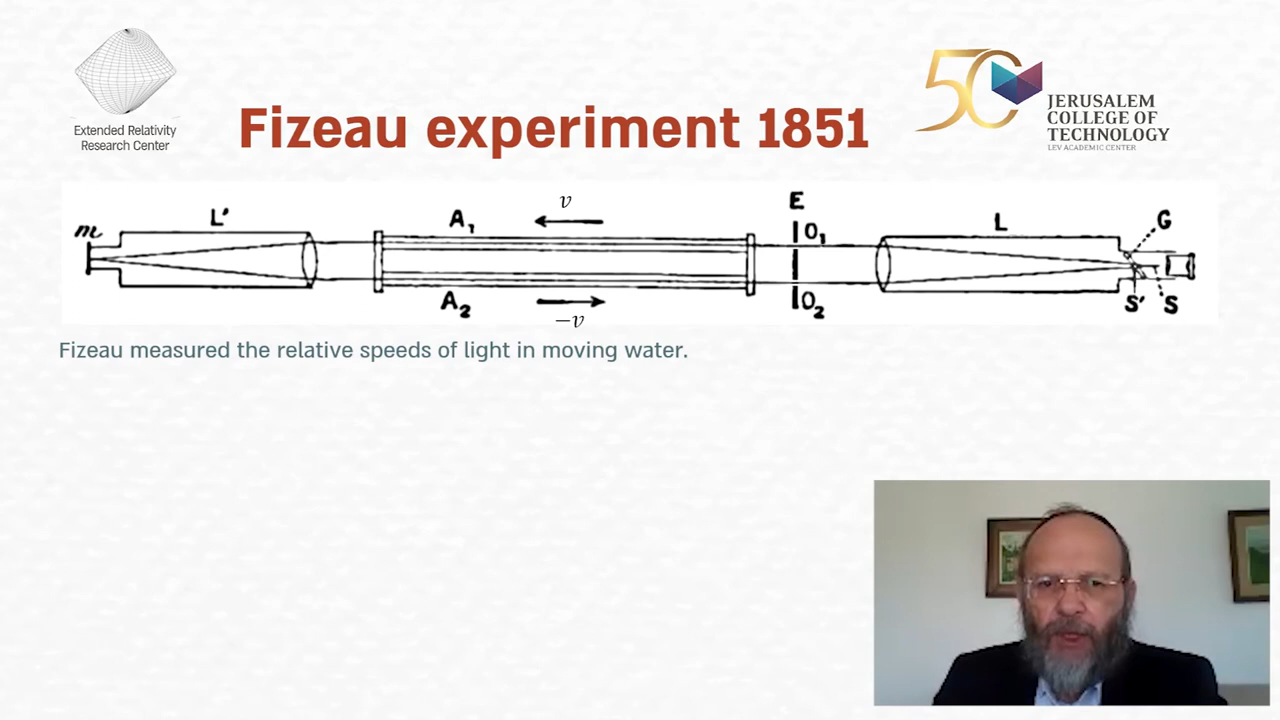 Extended Relativity
Research Center
50
JERUSALEM
COLLEGE OF
TECHNOLOGY
LEV ACADEMIC CENTER
Fizeau experiment 1851
m
L'
A₁
v
E
O₁
L
G
A₂
−v
O₂
S'
S
Fizeau measured the relative speeds of light in moving water.